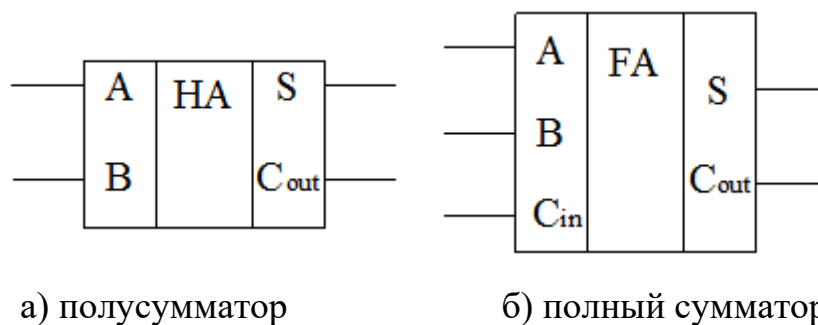 A HA S
B Cout
A FA
S
B
Cout
Cin
а) полусумматор
б) полный сумматор